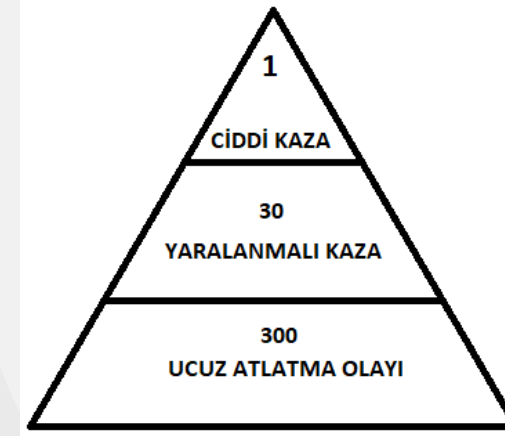 1
CİDDİ KAZA
30
YARALANMALI KAZA
300
UCUZ ATLATMA OLAYI